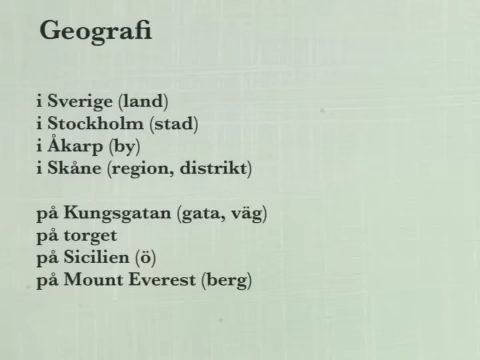 Geografi
i Sverige (land)
i Stockholm (stad)
i Åkarp (by)
i Skåne (region, distrikt)
på Kungsgatan (gata, väg)
på torget
på Sicilien (ö)
på Mount Everest (berg)